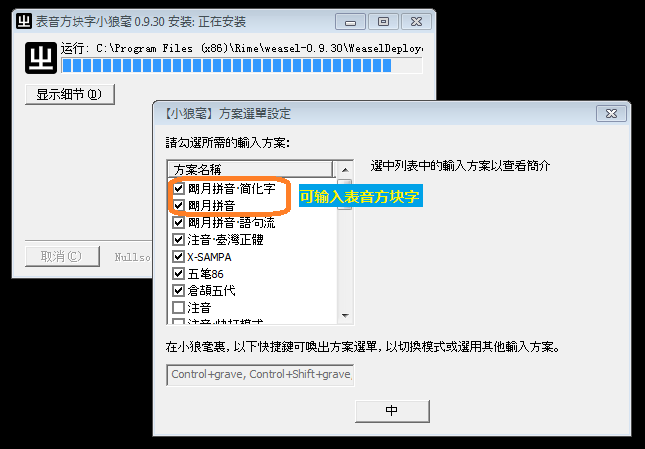 表音方块字小狼毫 0.9.30 安装: 正在安装
运行: C:\Program Files (x86)\Rime\weasel-0.9.30\WeaselDeploye
显示细节(D)
取消(C)
Nullso
【小狼毫】方案選單設定
請勾選所需的輸入方案:
選中列表中的輸入方案以查看簡介
方案名稱
朙月拼音·简化字
朙月拼音
可输入表音方块字
朙月拼音·語句流
注音·臺灣正體
X-SAMPA
五笔86
倉頡五代
注音
注音·快打模式
在小狼毫裏, 以下快捷鍵可喚出方案選單, 以切換模式或選用其他輸入方案。
Control+grave, Control+Shift+grave,
中